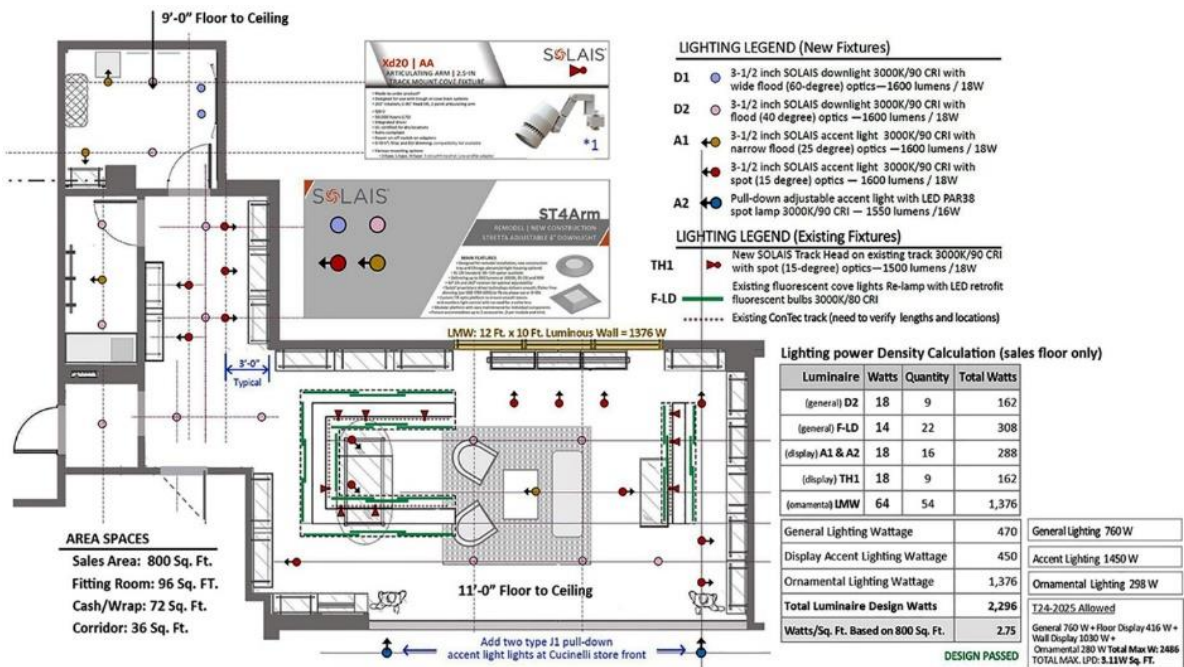 9'-0" Floor to Ceiling
SOLAIS
Xd20 | AA
ARTICULATING ARM | 2.5-IN
TRACK MOUNT COVE FIXTURE
*1
SOLAIS
ST4Arm
REMODEL | NEW CONSTRUCTION
STRETTA ADJUSTABLE 4" DOWNLIGHT
MAIN FEATURES
LMW: 12 Ft. x 10 Ft. Luminous Wall = 1376 W
3'-0"
Typical
11'-0" Floor to Ceiling
Add two type J1 pull-down
accent light lights at Cucinelli store front
AREA SPACES
Sales Area: 800 Sq. Ft.
Fitting Room: 96 Sq. FT.
Cash/Wrap: 72 Sq. Ft.
Corridor: 36 Sq. Ft.
LIGHTING LEGEND (New Fixtures)
D1 3-1/2 inch SOLAIS downlight 3000K/90 CRI with
wide flood (60-degree) optics—1600 lumens / 18W
D2 3-1/2 inch SOLAIS downlight 3000K/90 CRI with
flood (40 degree) optics — 1600 lumens / 18W
A1 3-1/2 inch SOLAIS accent light 3000K/90 CRI with
narrow flood (25 degree) optics —1600 lumens / 18W
3-1/2 inch SOLAIS accent light 3000K/90 CRI with
spot (15 degree) optics — 1600 lumens / 18W
A2 Pull-down adjustable accent light with LED PAR38
spot lamp 3000K/90 CRI — 1550 lumens /16W
LIGHTING LEGEND (Existing Fixtures)
TH1 New SOLAIS Track Head on existing track 3000K/90 CRI
with spot (15-degree) optics—1500 lumens /18W
F-LD Existing fluorescent cove lights Re-lamp with LED retrofit
fluorescent bulbs 3000K/80 CRI
Existing ConTec track (need to verify lengths and locations)
Lighting power Density Calculation (sales floor only)
Luminaire Watts Quantity Total Watts
(general) D2 18 9 162
(general) F-LD 14 22 308
(display) A1 & A2 18 16 288
(display) TH1 18 9 162
(ornamental) LMW 64 54 1,376
General Lighting Wattage 470
Display Accent Lighting Wattage 450
Ornamental Lighting Wattage 1,376
Total Luminaire Design Watts 2,296
Watts/Sq. Ft. Based on 800 Sq. Ft. 2.75
DESIGN PASSED
General Lighting 760 W
Accent Lighting 1450 W
Ornamental Lighting 298 W
T24-2025 Allowed
General 760 W + Floor Display 416 W +
Wall Display 1030 W +
Ornamental 280 W Total Max W: 2486
TOTAL MAX. LPD: 3.11W Sq. FT.